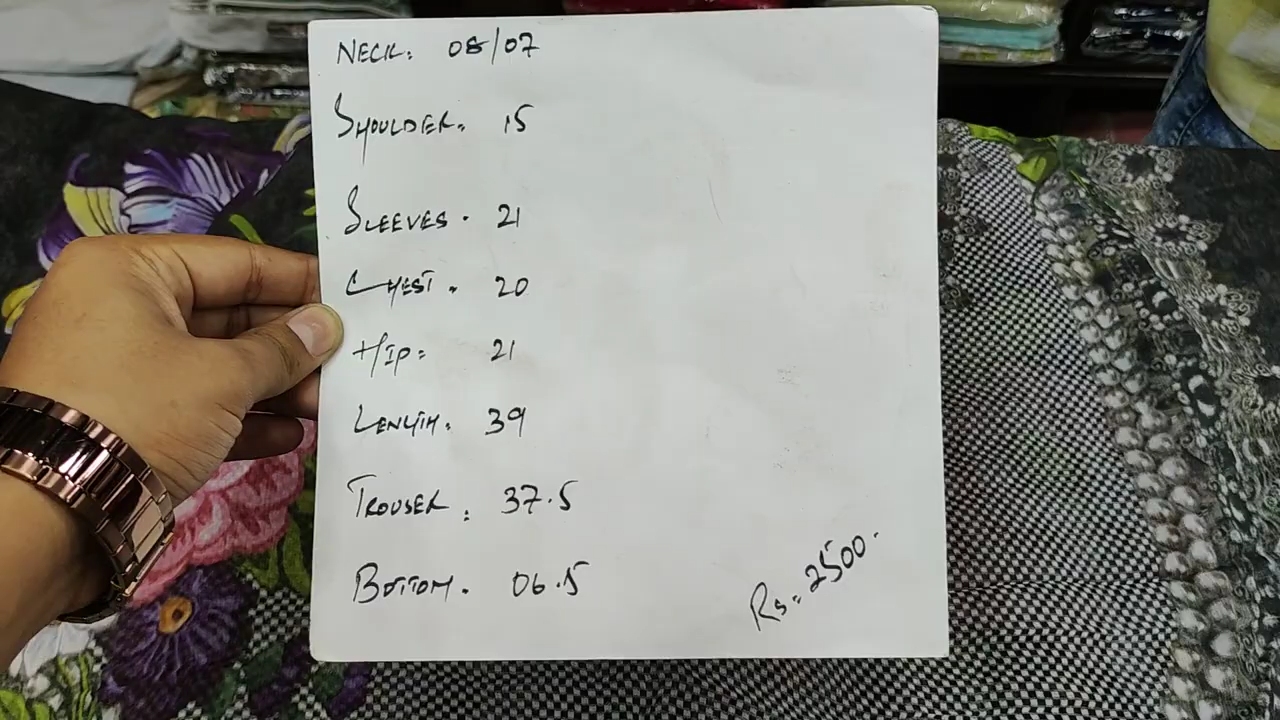 NECK: 08/07
SHOULDER: 15
SLEEVES. 21
CHEST. 20
HIP: 21
LENGTH. 39
TROUSER: 37.5
BOTTOM. 06.5
Rs: 2500.